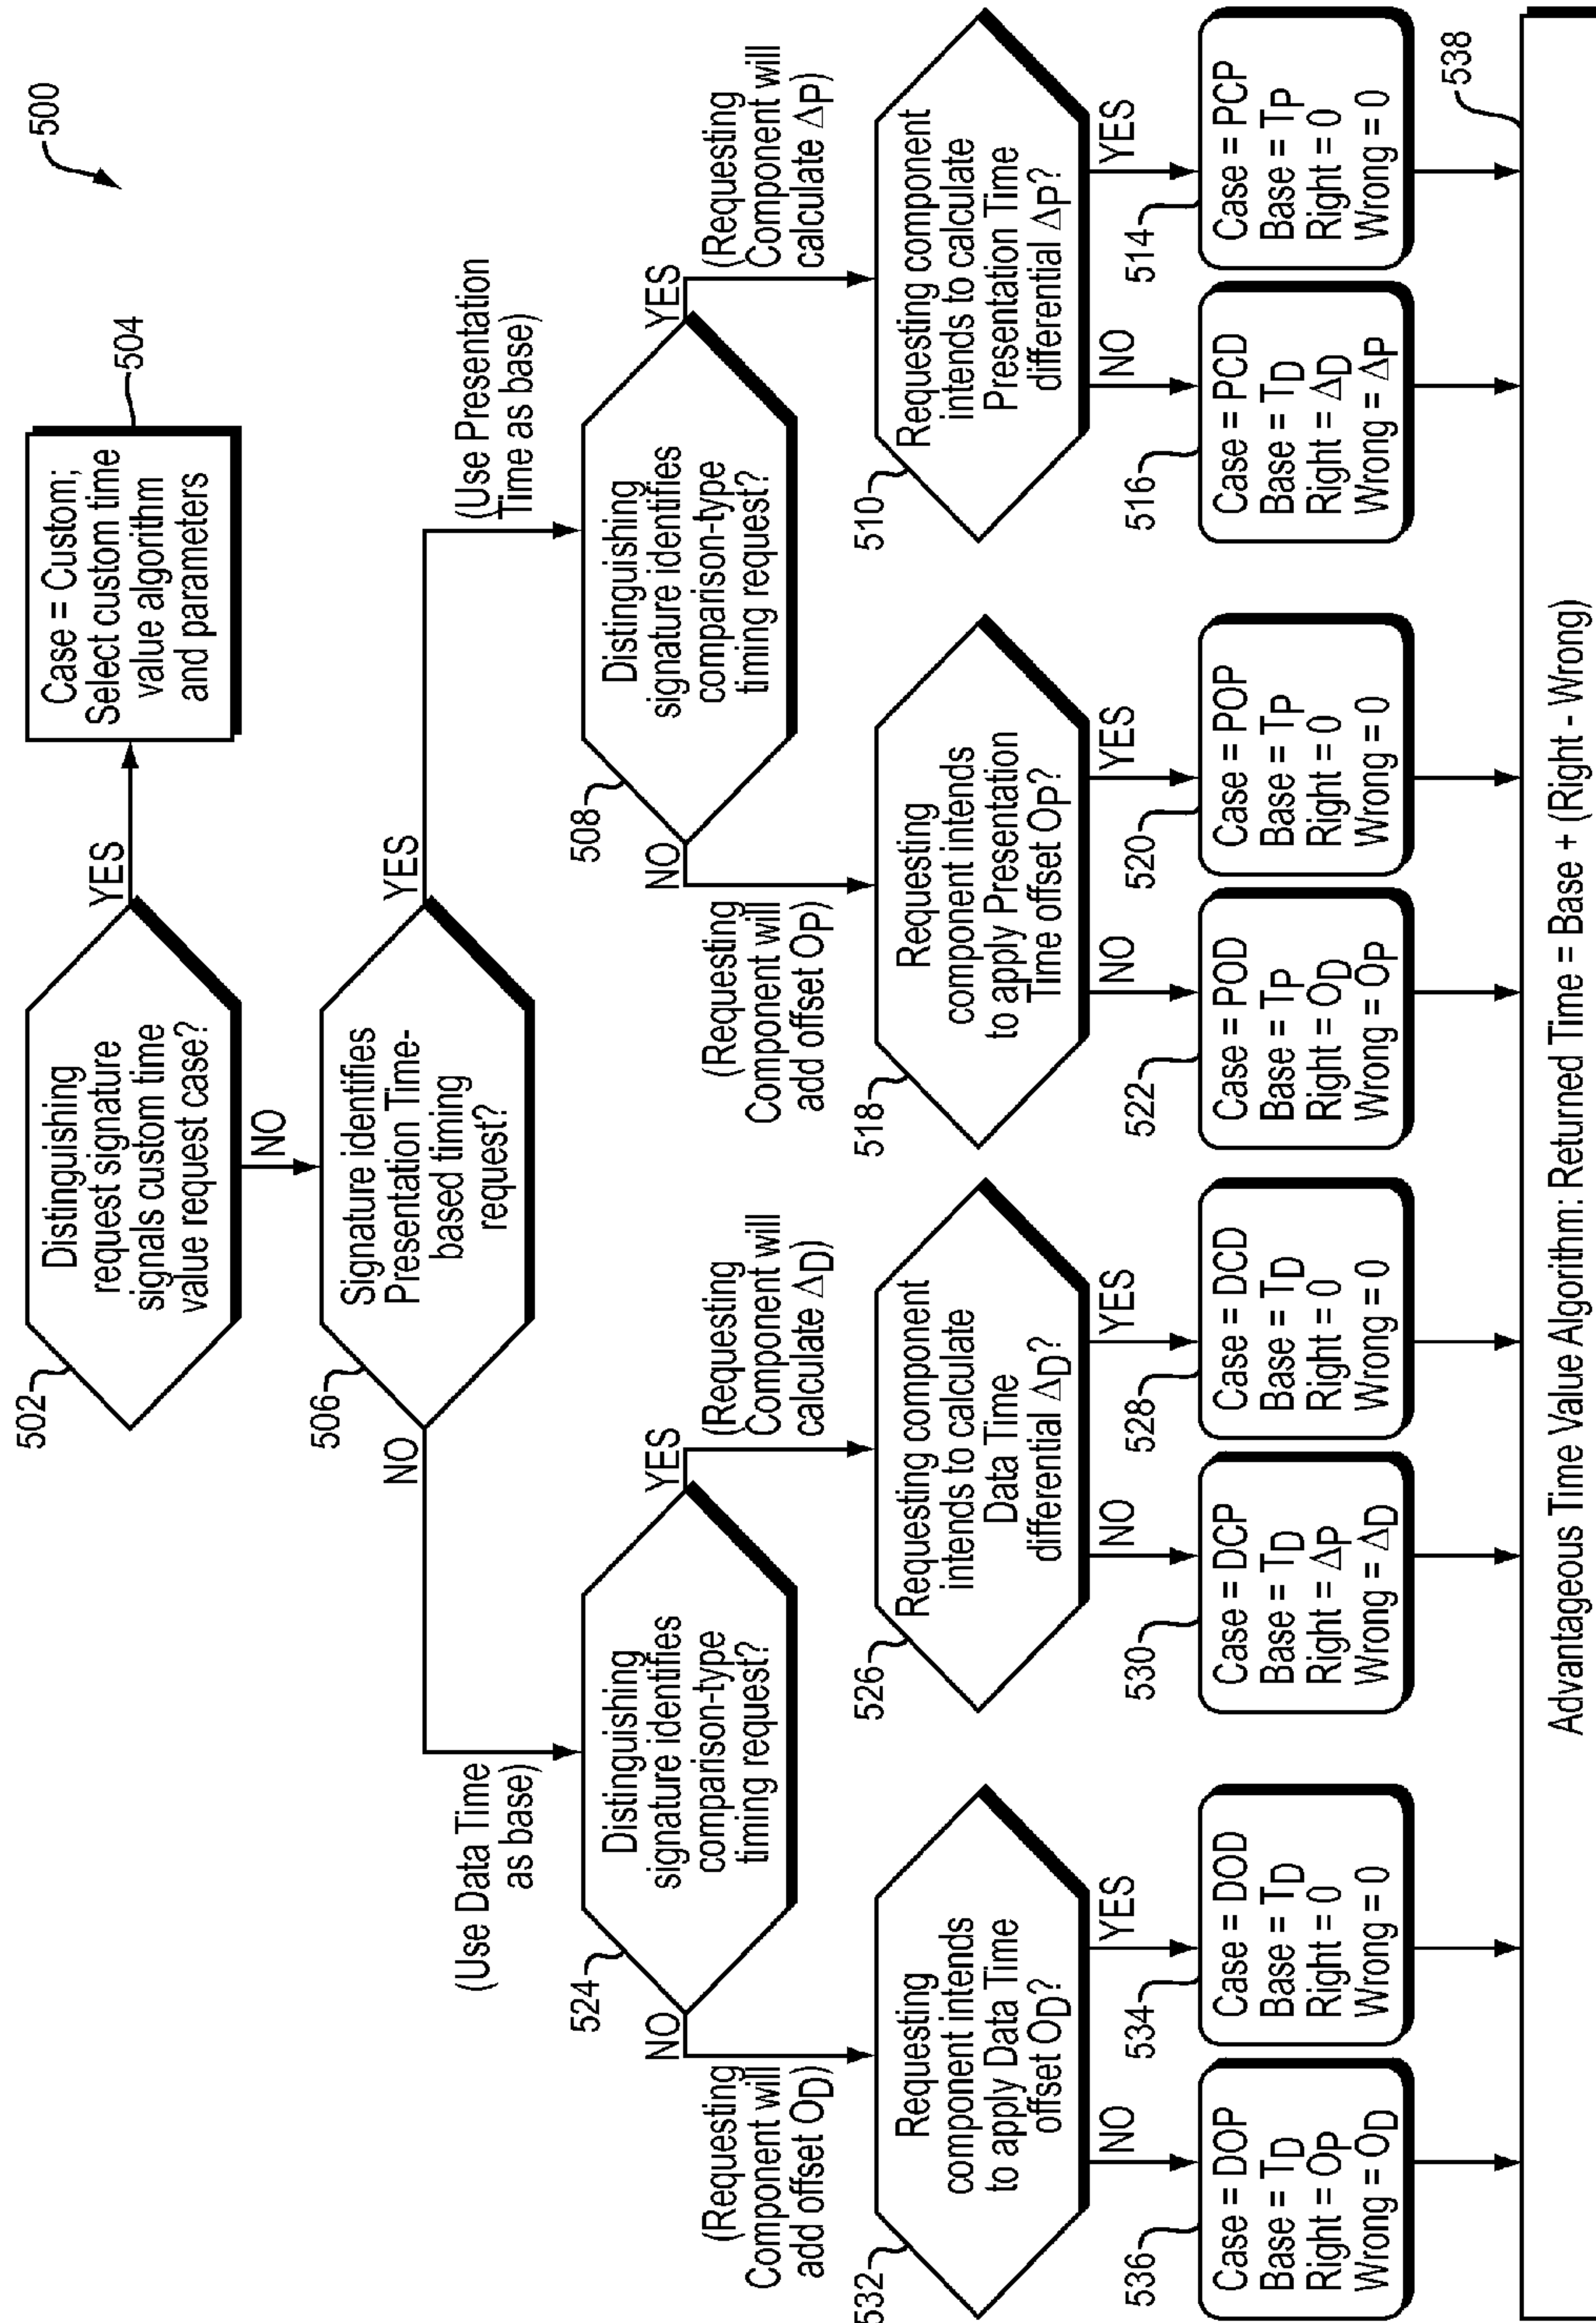 500
502
Distinguishing
request signature
signals custom time
value request case?
YES
Case = Custom;
Select custom time
value algorithm
and parameters
504
NO
506
Signature identifies
Presentation Time-
based timing
request?
NO
YES
(Use Data Time
as base)
(Use Presentation
Time as base)
524
Distinguishing
signature identifies
comparison-type
timing request?
NO
YES
508
Distinguishing
signature identifies
comparison-type
timing request?
NO
YES
(Requesting
Component will
add offset OD)
(Requesting
Component will
calculate ΔD)
(Requesting
Component will
add offset OP)
(Requesting
Component will
calculate ΔP)
532
Requesting
component intends
to apply Data Time
offset OD?
NO
YES
526
Requesting component
intends to calculate
Data Time
differential ΔD?
NO
YES
518
Requesting
component intends
to apply Presentation
Time offset OP?
NO
YES
510
Requesting component
intends to calculate
Presentation Time
differential ΔP?
NO
YES
536
Case = DOP
Base = TD
Right = OP
Wrong = OD
534
Case = DOD
Base = TD
Right = 0
Wrong = 0
530
Case = DCP
Base = TD
Right = ΔP
Wrong = ΔD
528
Case = DCD
Base = TD
Right = 0
Wrong = 0
522
Case = POD
Base = TP
Right = OD
Wrong = OP
520
Case = POP
Base = TP
Right = 0
Wrong = 0
516
Case = PCD
Base = TD
Right = ΔD
Wrong = ΔP
514
Case = PCP
Base = TP
Right = 0
Wrong = 0
538
Advantageous Time Value Algorithm: Returned Time = Base + (Right - Wrong)